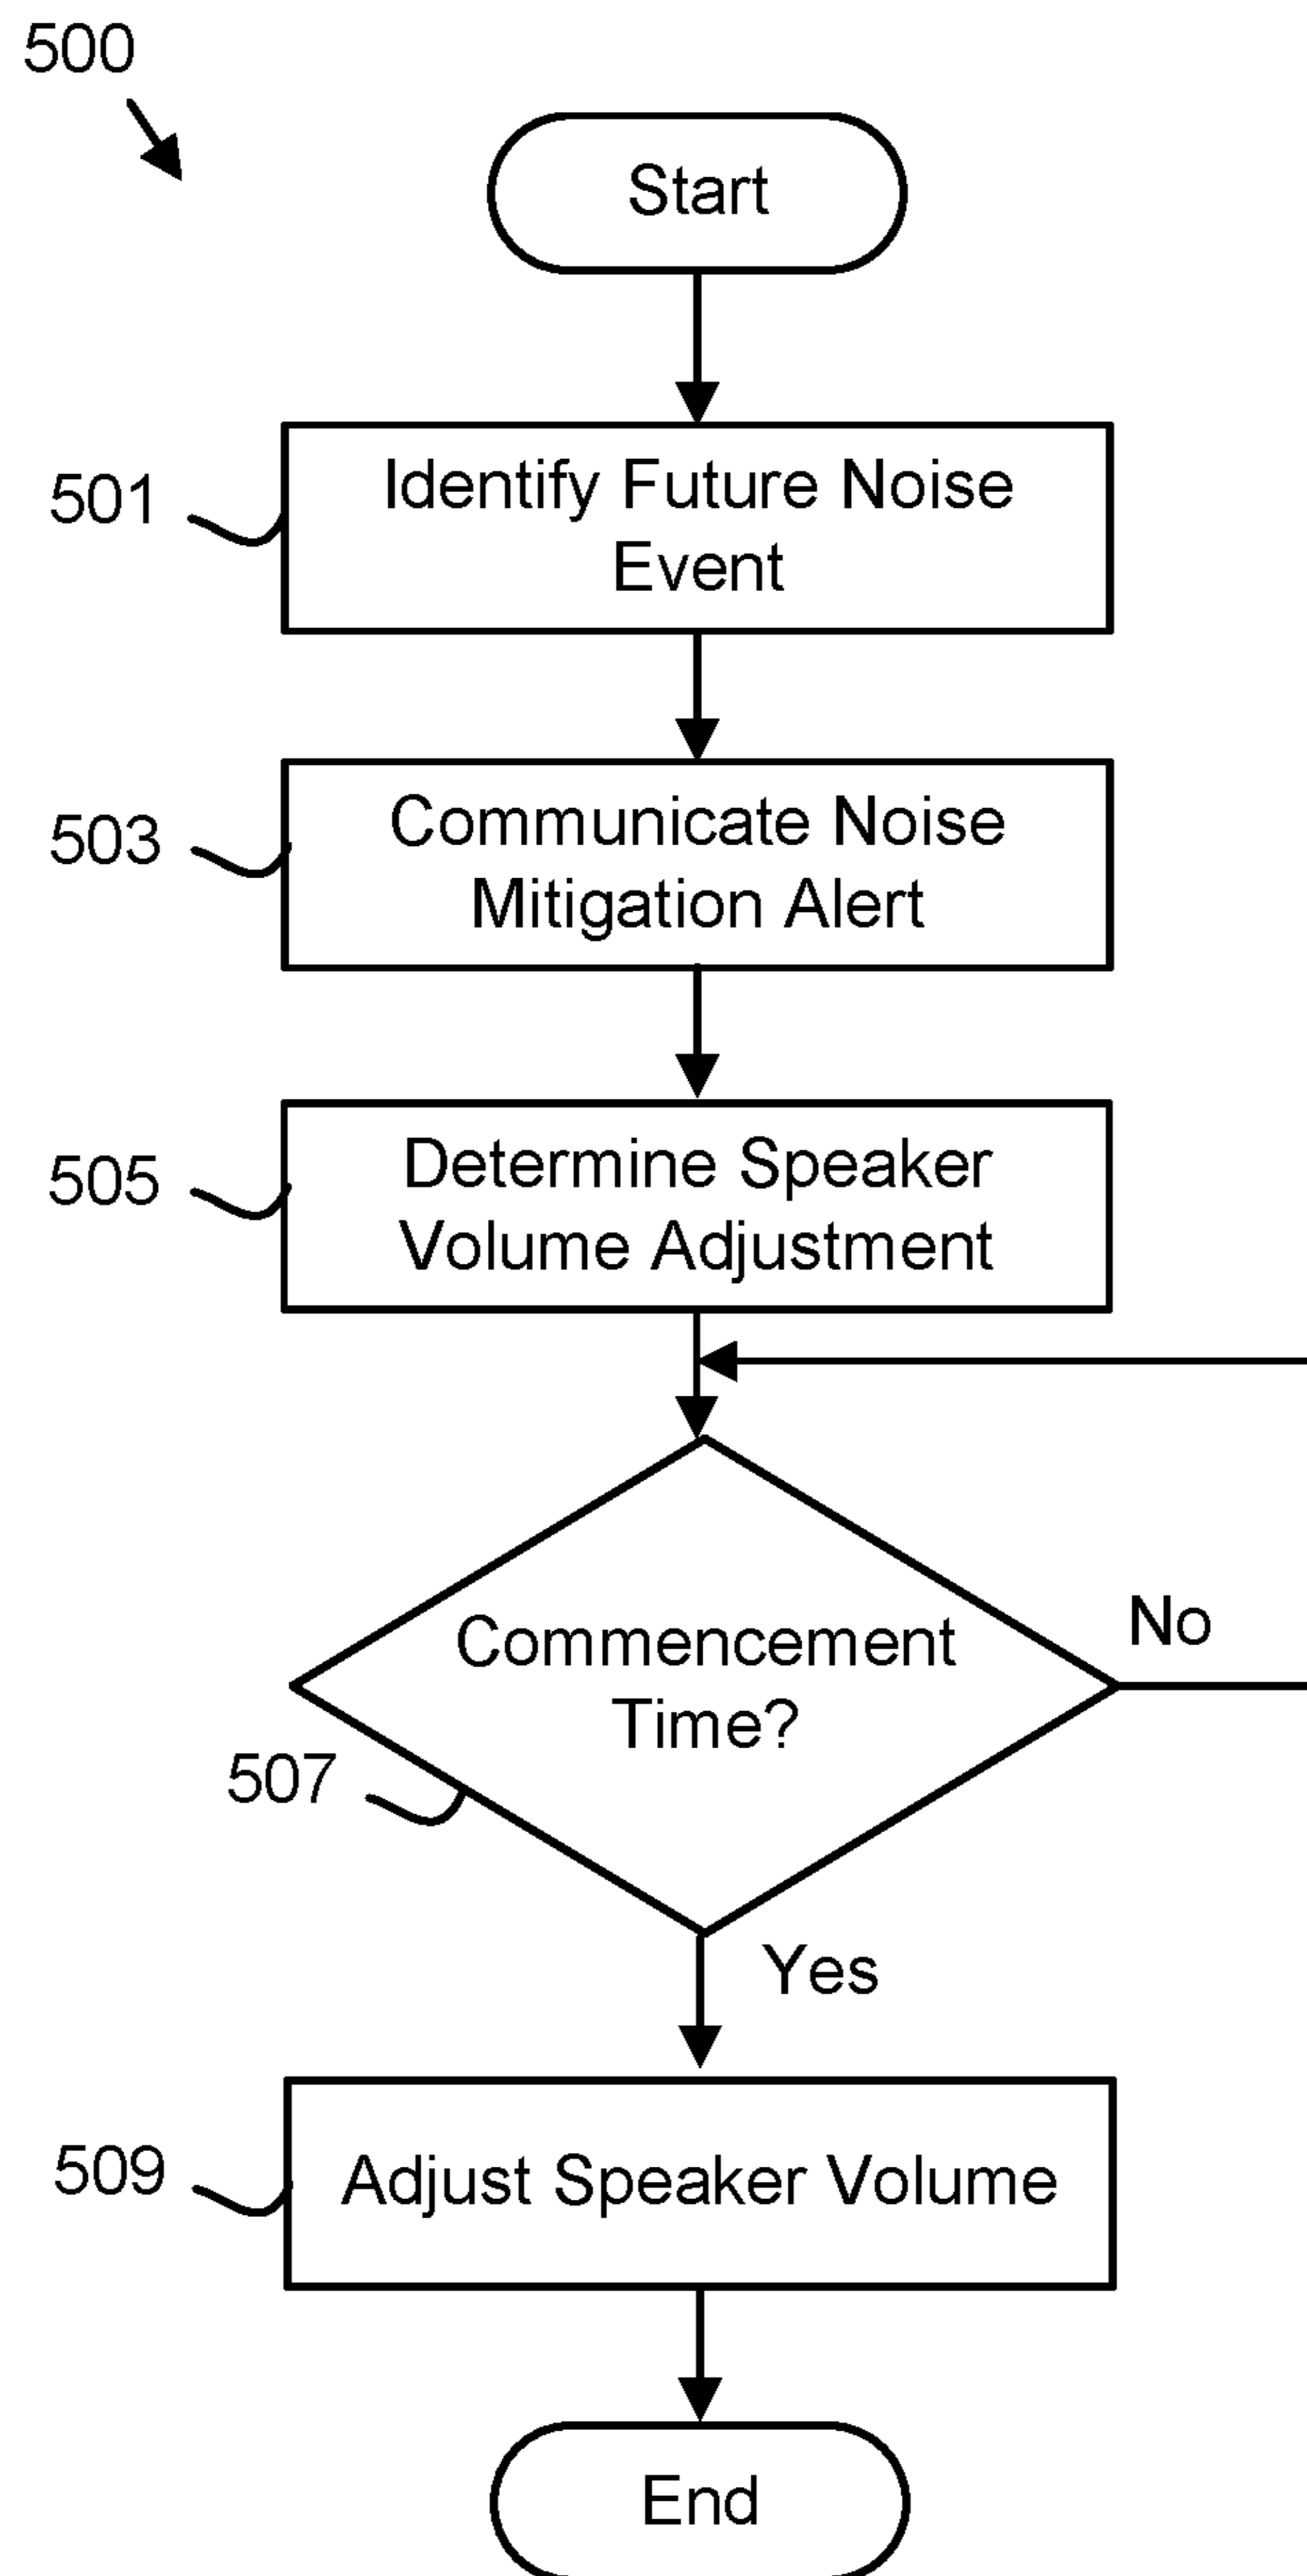 500
Start
501
Identify Future Noise
Event
503
Communicate Noise
Mitigation Alert
505
Determine Speaker
Volume Adjustment
Commencement
Time?
No
507
Yes
509
Adjust Speaker Volume
End